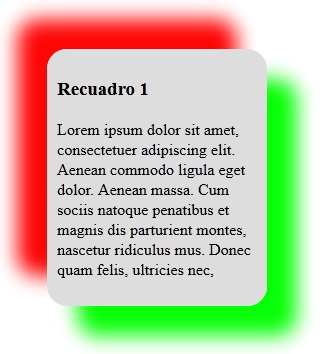 Recuadro 1
Lorem ipsum dolor sit amet,
consectetuer adipiscing elit.
Aenean commodo ligula eget
dolor. Aenean massa. Cum
sociis natoque penatibus et
magnis dis parturient montes,
nascetur ridiculus mus. Donec
quam felis, ultricies nec,